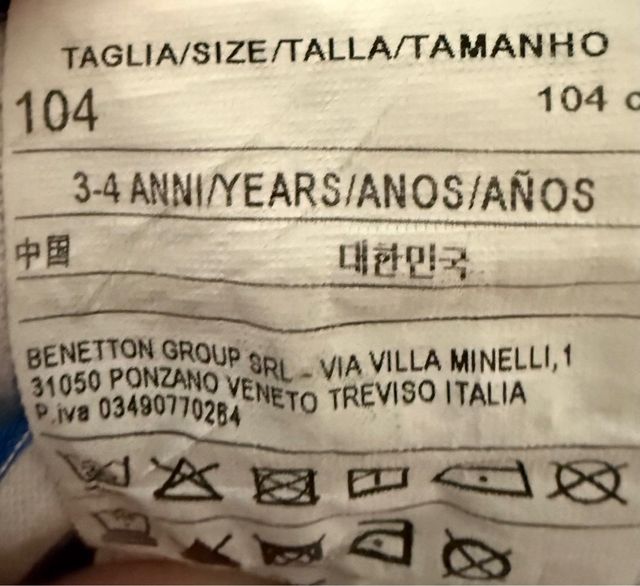 TAGLIA/SIZE/TALLA/TAMANHO
104 104 c
3-4 ANNI/YEARS/ANOS/AÑOS
中国 대한민국
BENETTON GROUP SRL - VIA VILLA MINELLI,1
31050 PONZANO VENETO TREVISO ITALIA
P.iva 03490770264